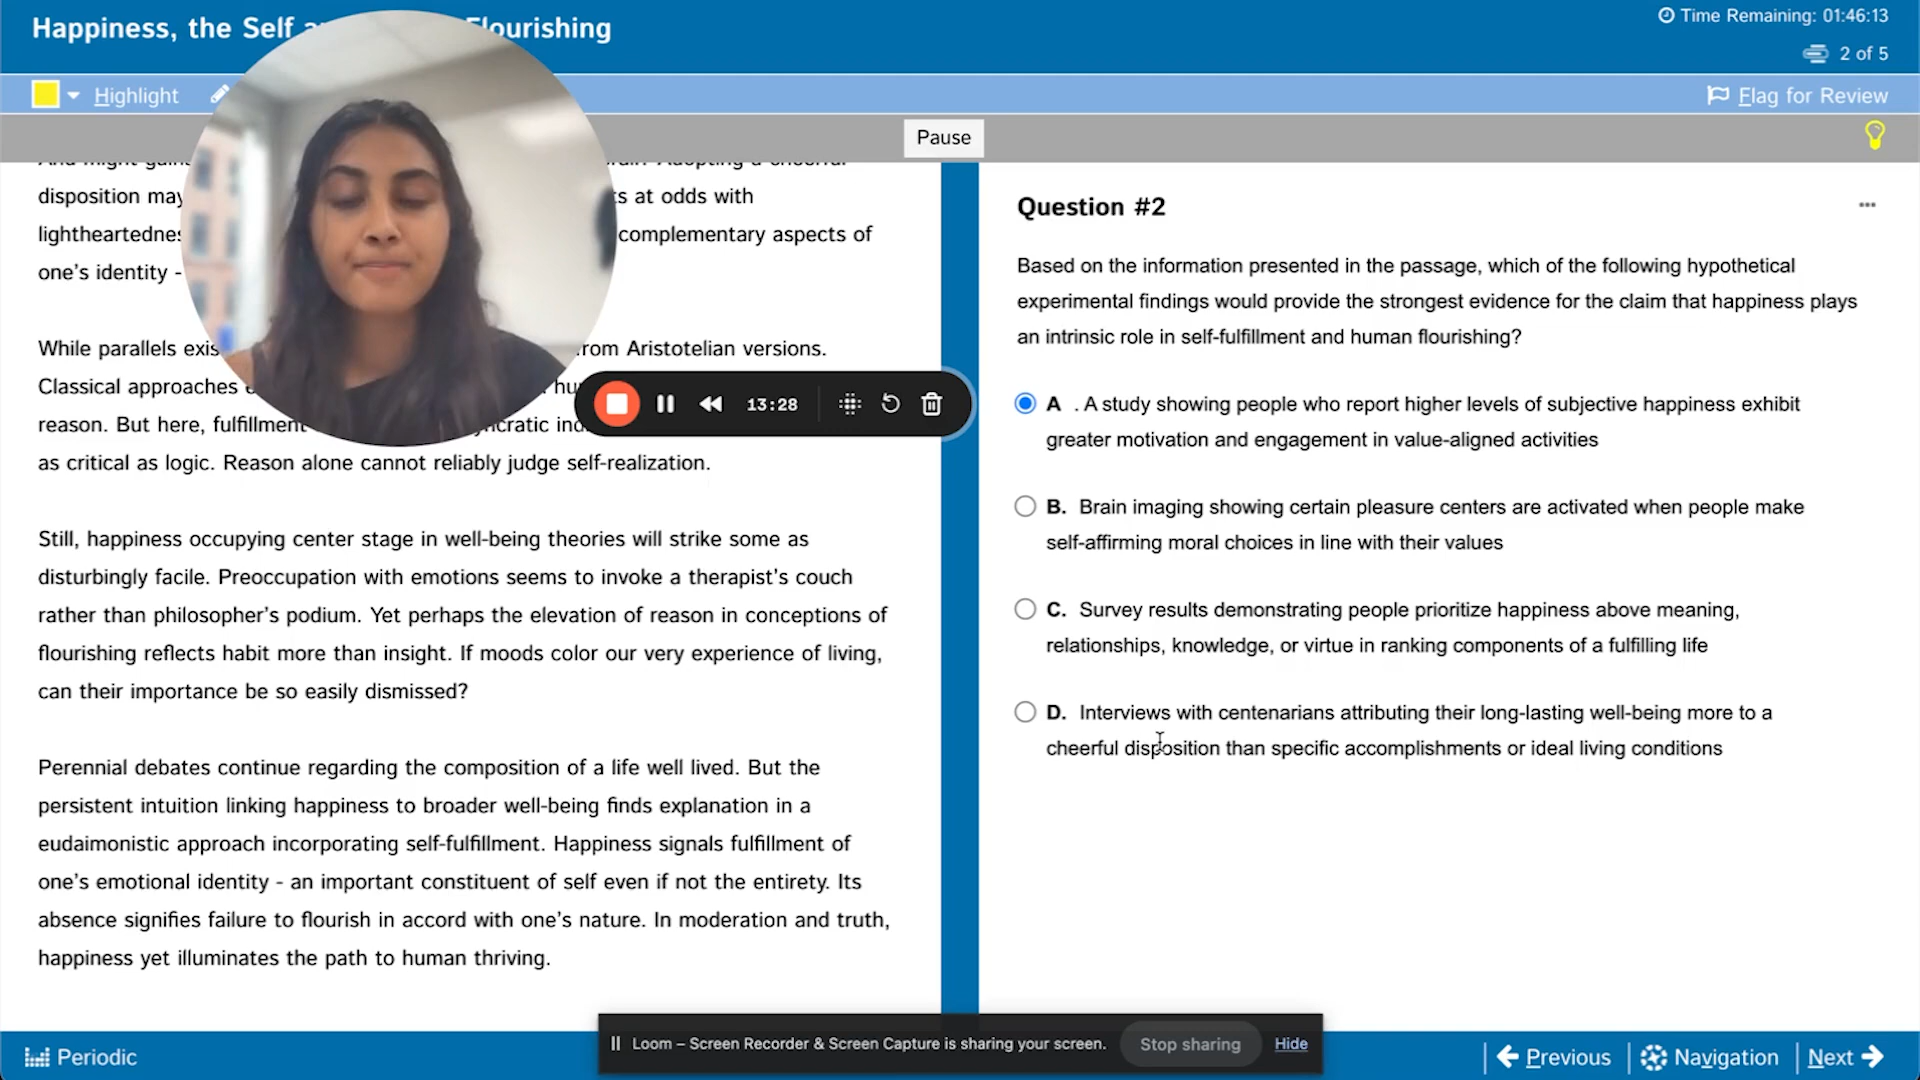 Happiness, the Self a Flourishing
Time Remaining: 01:46:13
2 of 5
Highlight
Flag for Review
Pause
disposition may s at odds with
lightheartednes complementary aspects of
one's identity -
While parallels exis rom Aristotelian versions.
Classical approaches hu
reason. But here, fulfillment ncratic ind
as critical as logic. Reason alone cannot reliably judge self-realization.
Still, happiness occupying center stage in well-being theories will strike some as
disturbingly facile. Preoccupation with emotions seems to invoke a therapist's couch
rather than philosopher's podium. Yet perhaps the elevation of reason in conceptions of
flourishing reflects habit more than insight. If moods color our very experience of living,
can their importance be so easily dismissed?
Perennial debates continue regarding the composition of a life well lived. But the
persistent intuition linking happiness to broader well-being finds explanation in a
eudaimonistic approach incorporating self-fulfillment. Happiness signals fulfillment of
one's emotional identity - an important constituent of self even if not the entirety. Its
absence signifies failure to flourish in accord with one's nature. In moderation and truth,
happiness yet illuminates the path to human thriving.
13:28
Question #2
Based on the information presented in the passage, which of the following hypothetical
experimental findings would provide the strongest evidence for the claim that happiness plays
an intrinsic role in self-fulfillment and human flourishing?
A . A study showing people who report higher levels of subjective happiness exhibit
greater motivation and engagement in value-aligned activities
B. Brain imaging showing certain pleasure centers are activated when people make
self-affirming moral choices in line with their values
C. Survey results demonstrating people prioritize happiness above meaning,
relationships, knowledge, or virtue in ranking components of a fulfilling life
D. Interviews with centenarians attributing their long-lasting well-being more to a
cheerful disposition than specific accomplishments or ideal living conditions
Loom – Screen Recorder & Screen Capture is sharing your screen.
Stop sharing
Hide
Periodic
Previous
Navigation
Next